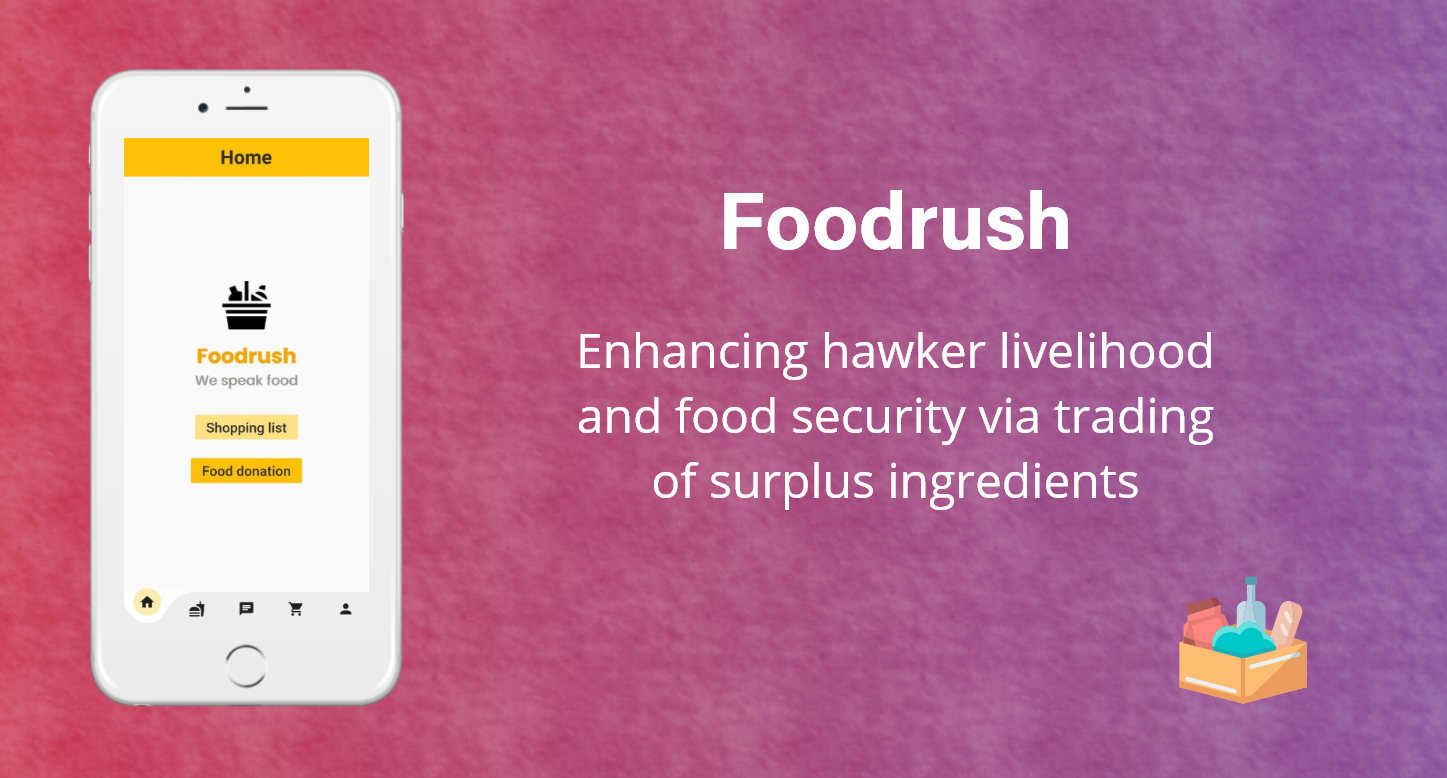 Home
Foodrush
We speak food
Shopping list
Food donation
Foodrush
Enhancing hawker livelihood
and food security via trading
of surplus ingredients